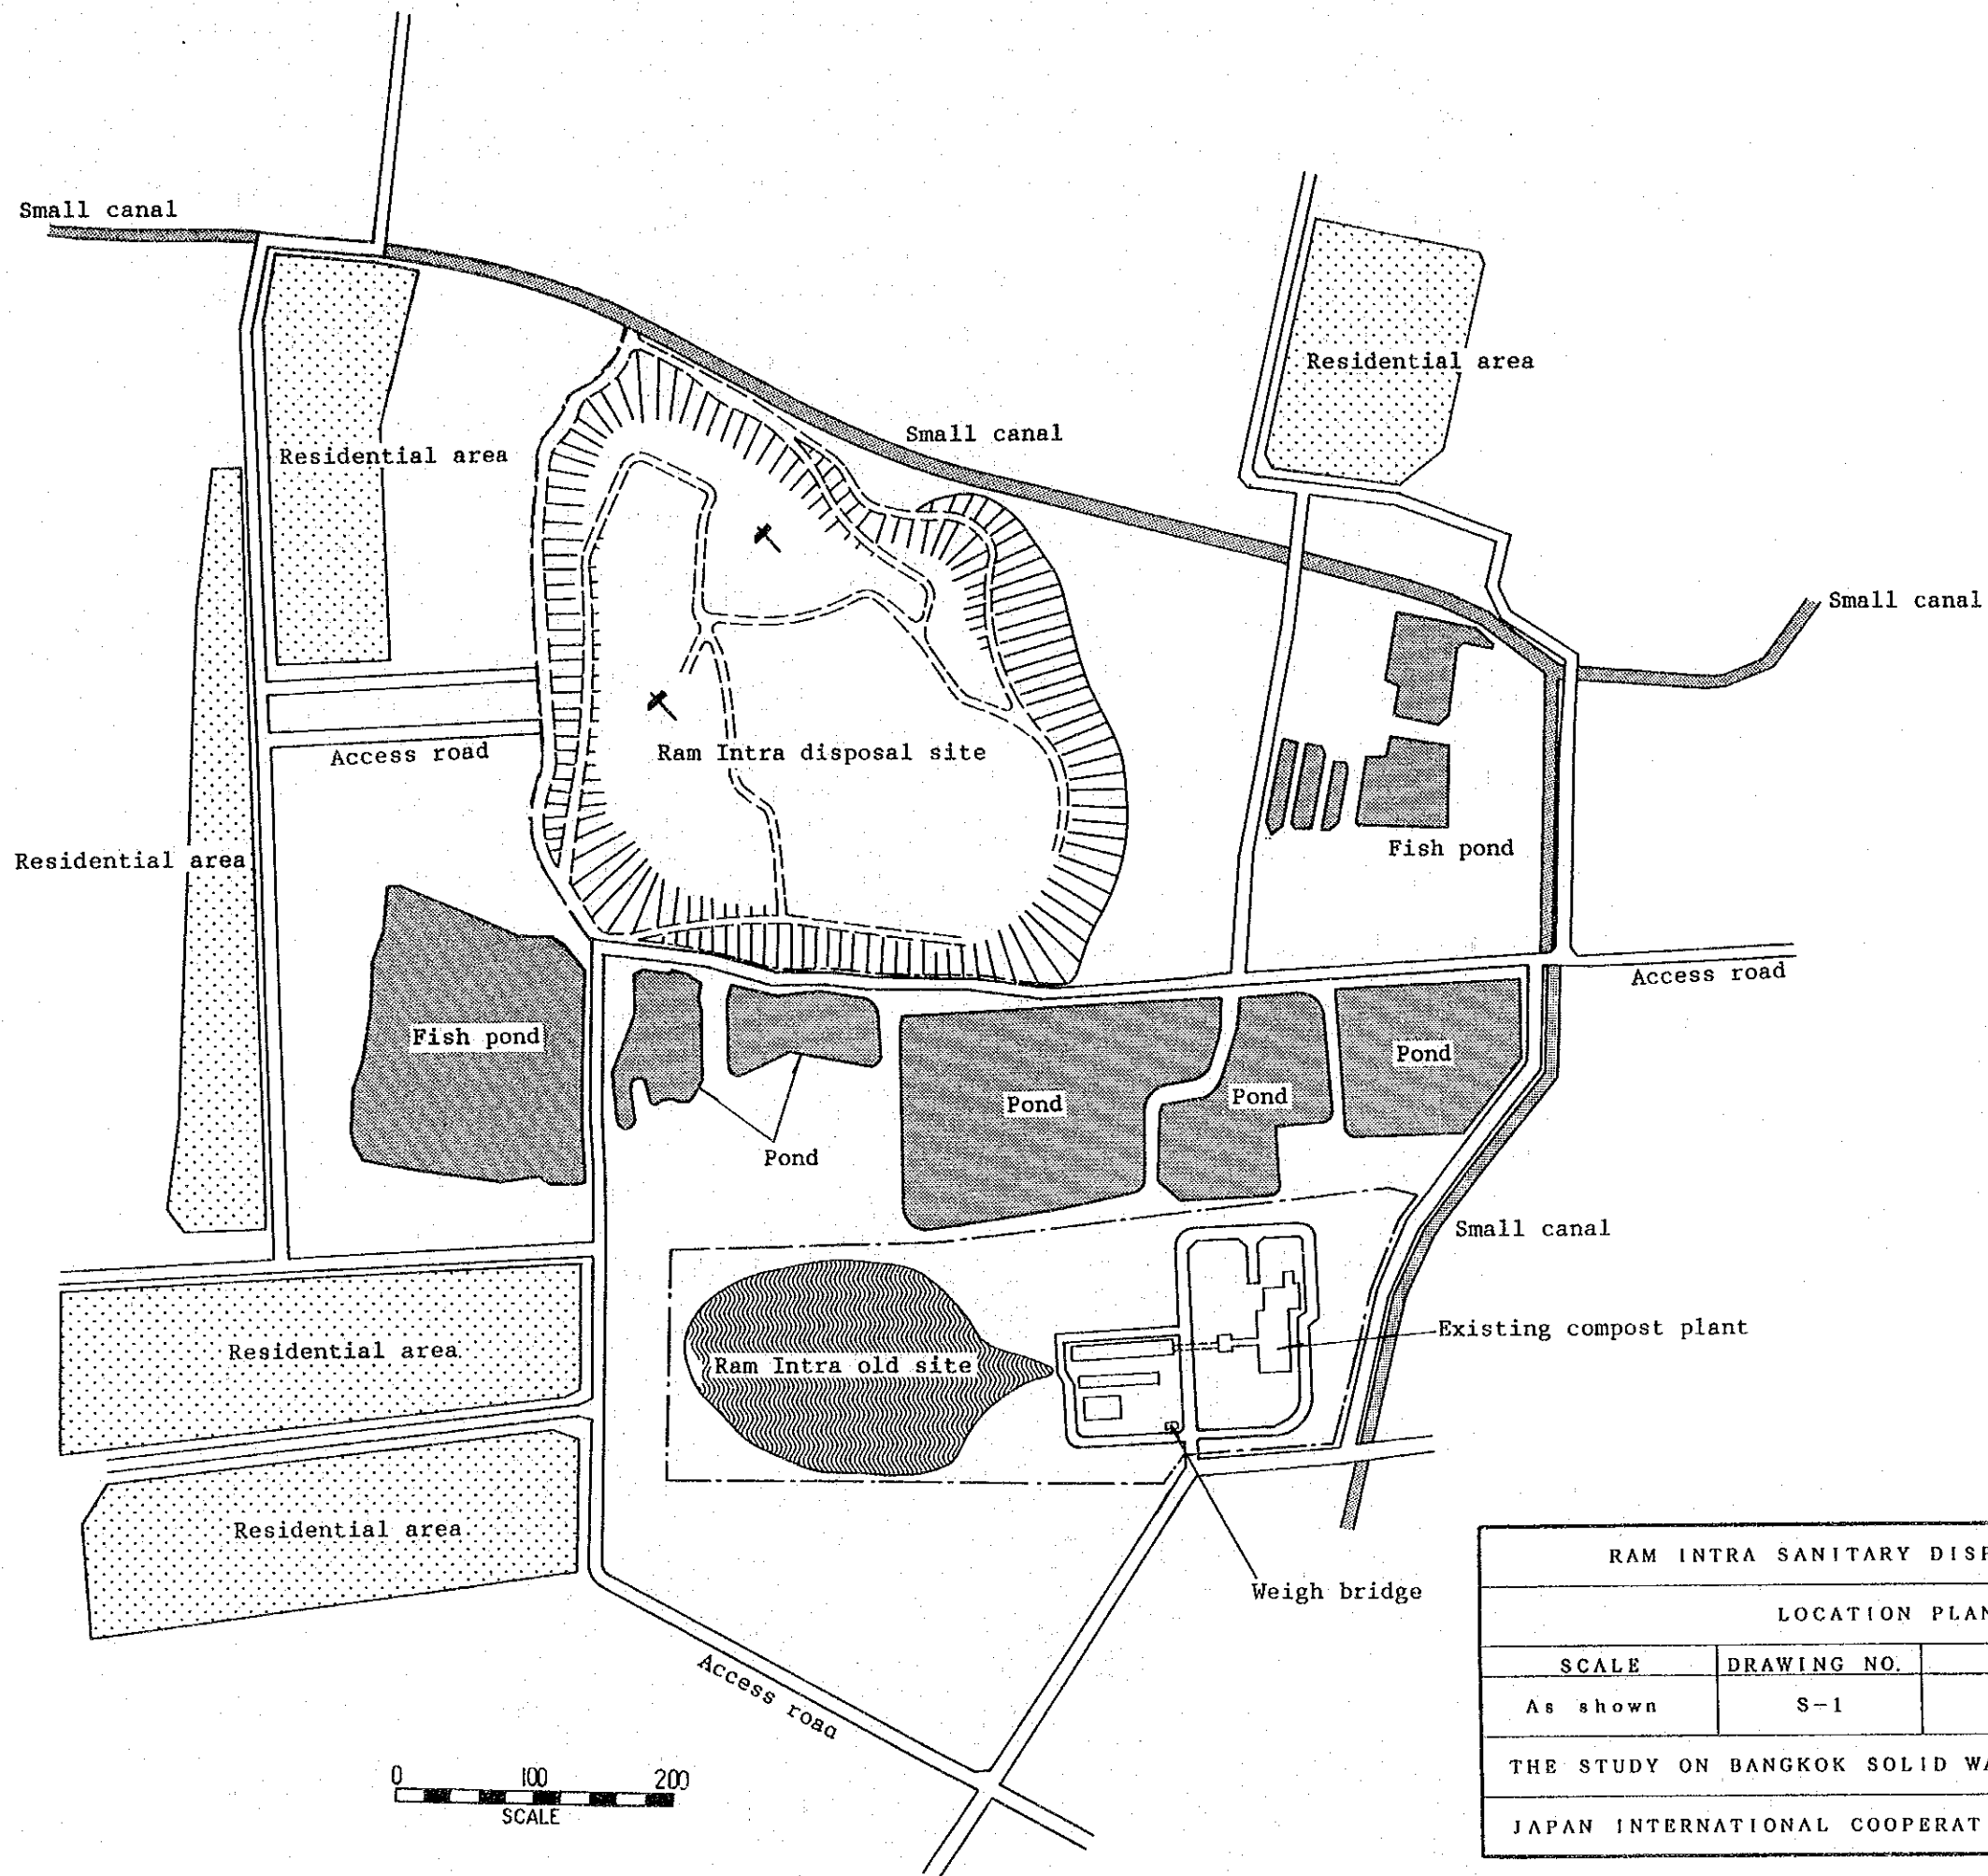 Small canal
Residential area
Residential area
Small canal
Small canal
Access road
Ram Intra disposal site
Residential area
Fish pond
Access road
Fish pond
Pond
Pond
Pond
Pond
Small canal
Existing compost plant
Residential area
Ram Intra old site
Residential area
Weigh bridge
Access road
0 100 200
SCALE
RAM INTRA SANITARY DISP
LOCATION PLAN
SCALE DRAWING NO.
As shown S-1
THE STUDY ON BANGKOK SOLID WA
JAPAN INTERNATIONAL COOPERAT